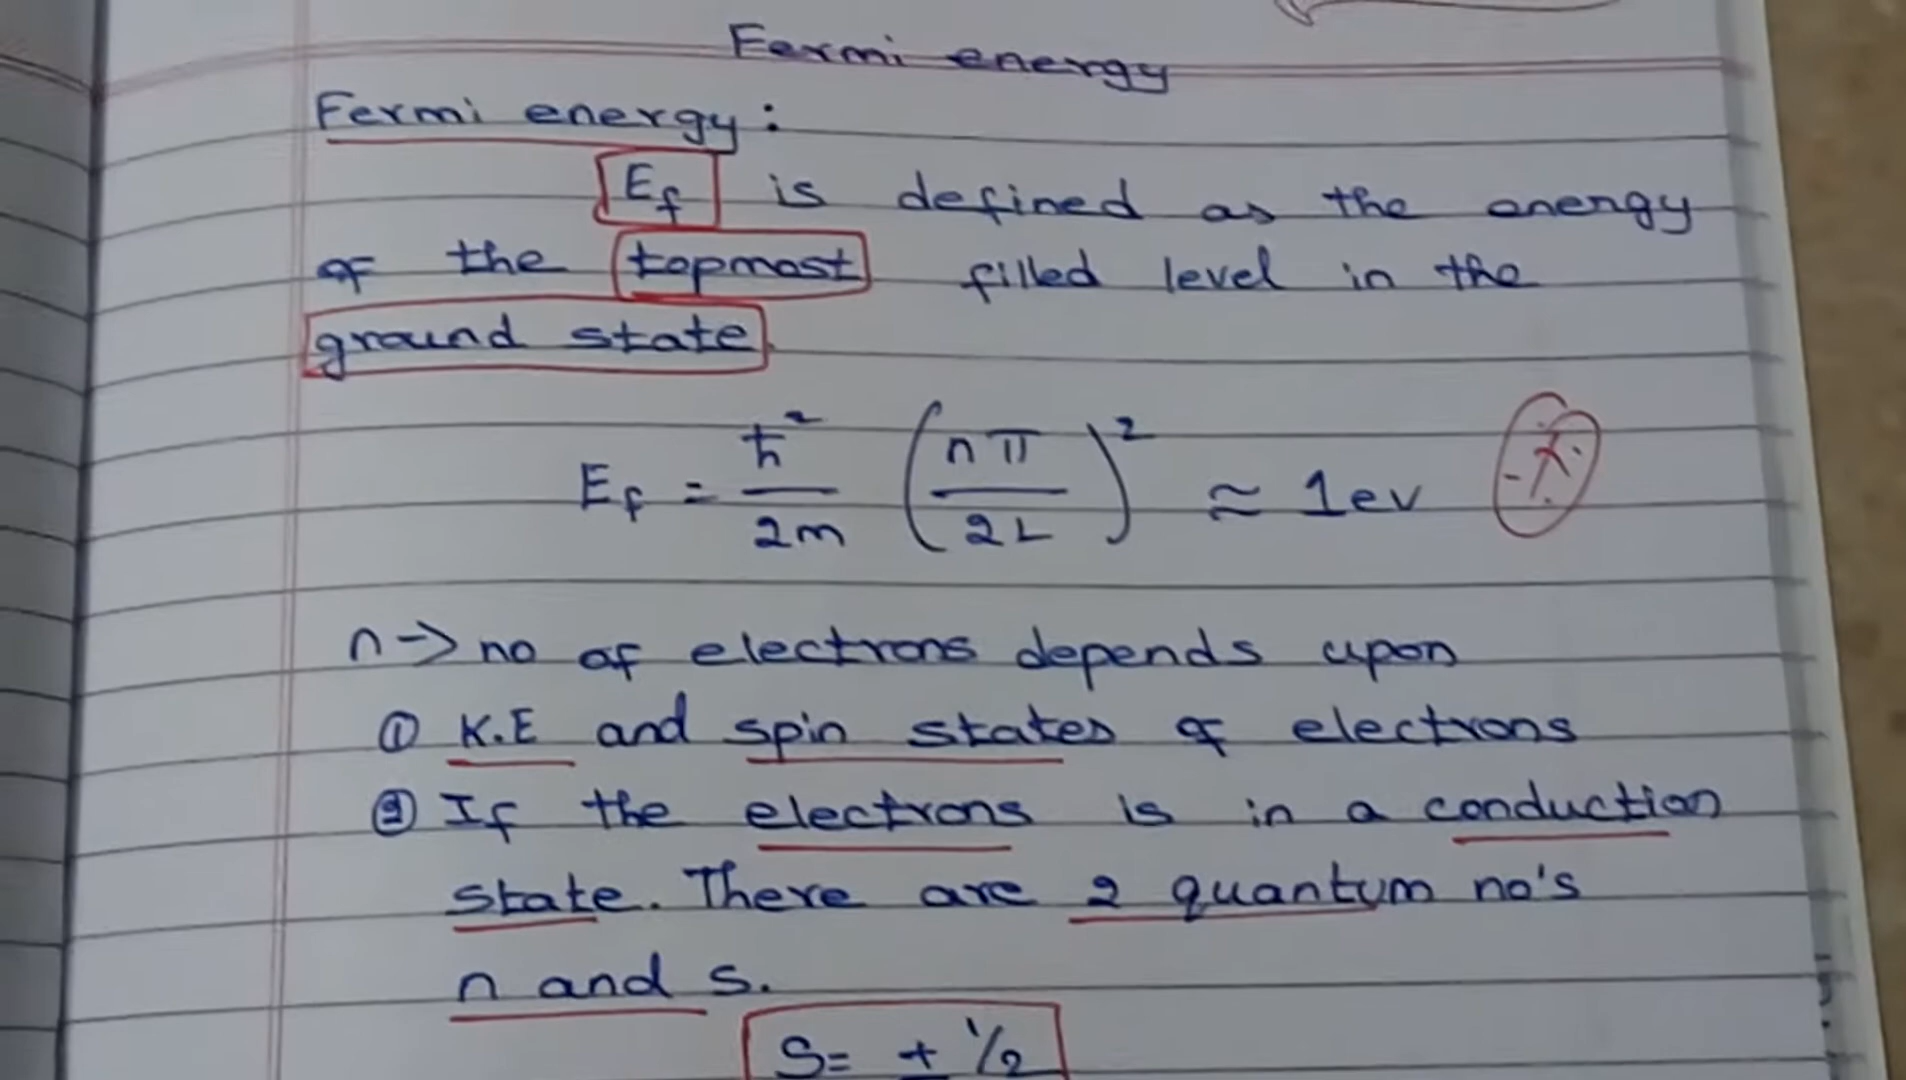 Fermi energy
Fermi energy:
Ef is defined as the energy
of the topmost filled level in the
ground state.
Ef = ħ²/2m (nπ/2L)² ≈ 1ev
n → no of electrons depends upon
① K.E and spin states of electrons
② If the electrons is in a conduction
state. There are 2 quantum no's
n and s.
S= ± 1/2